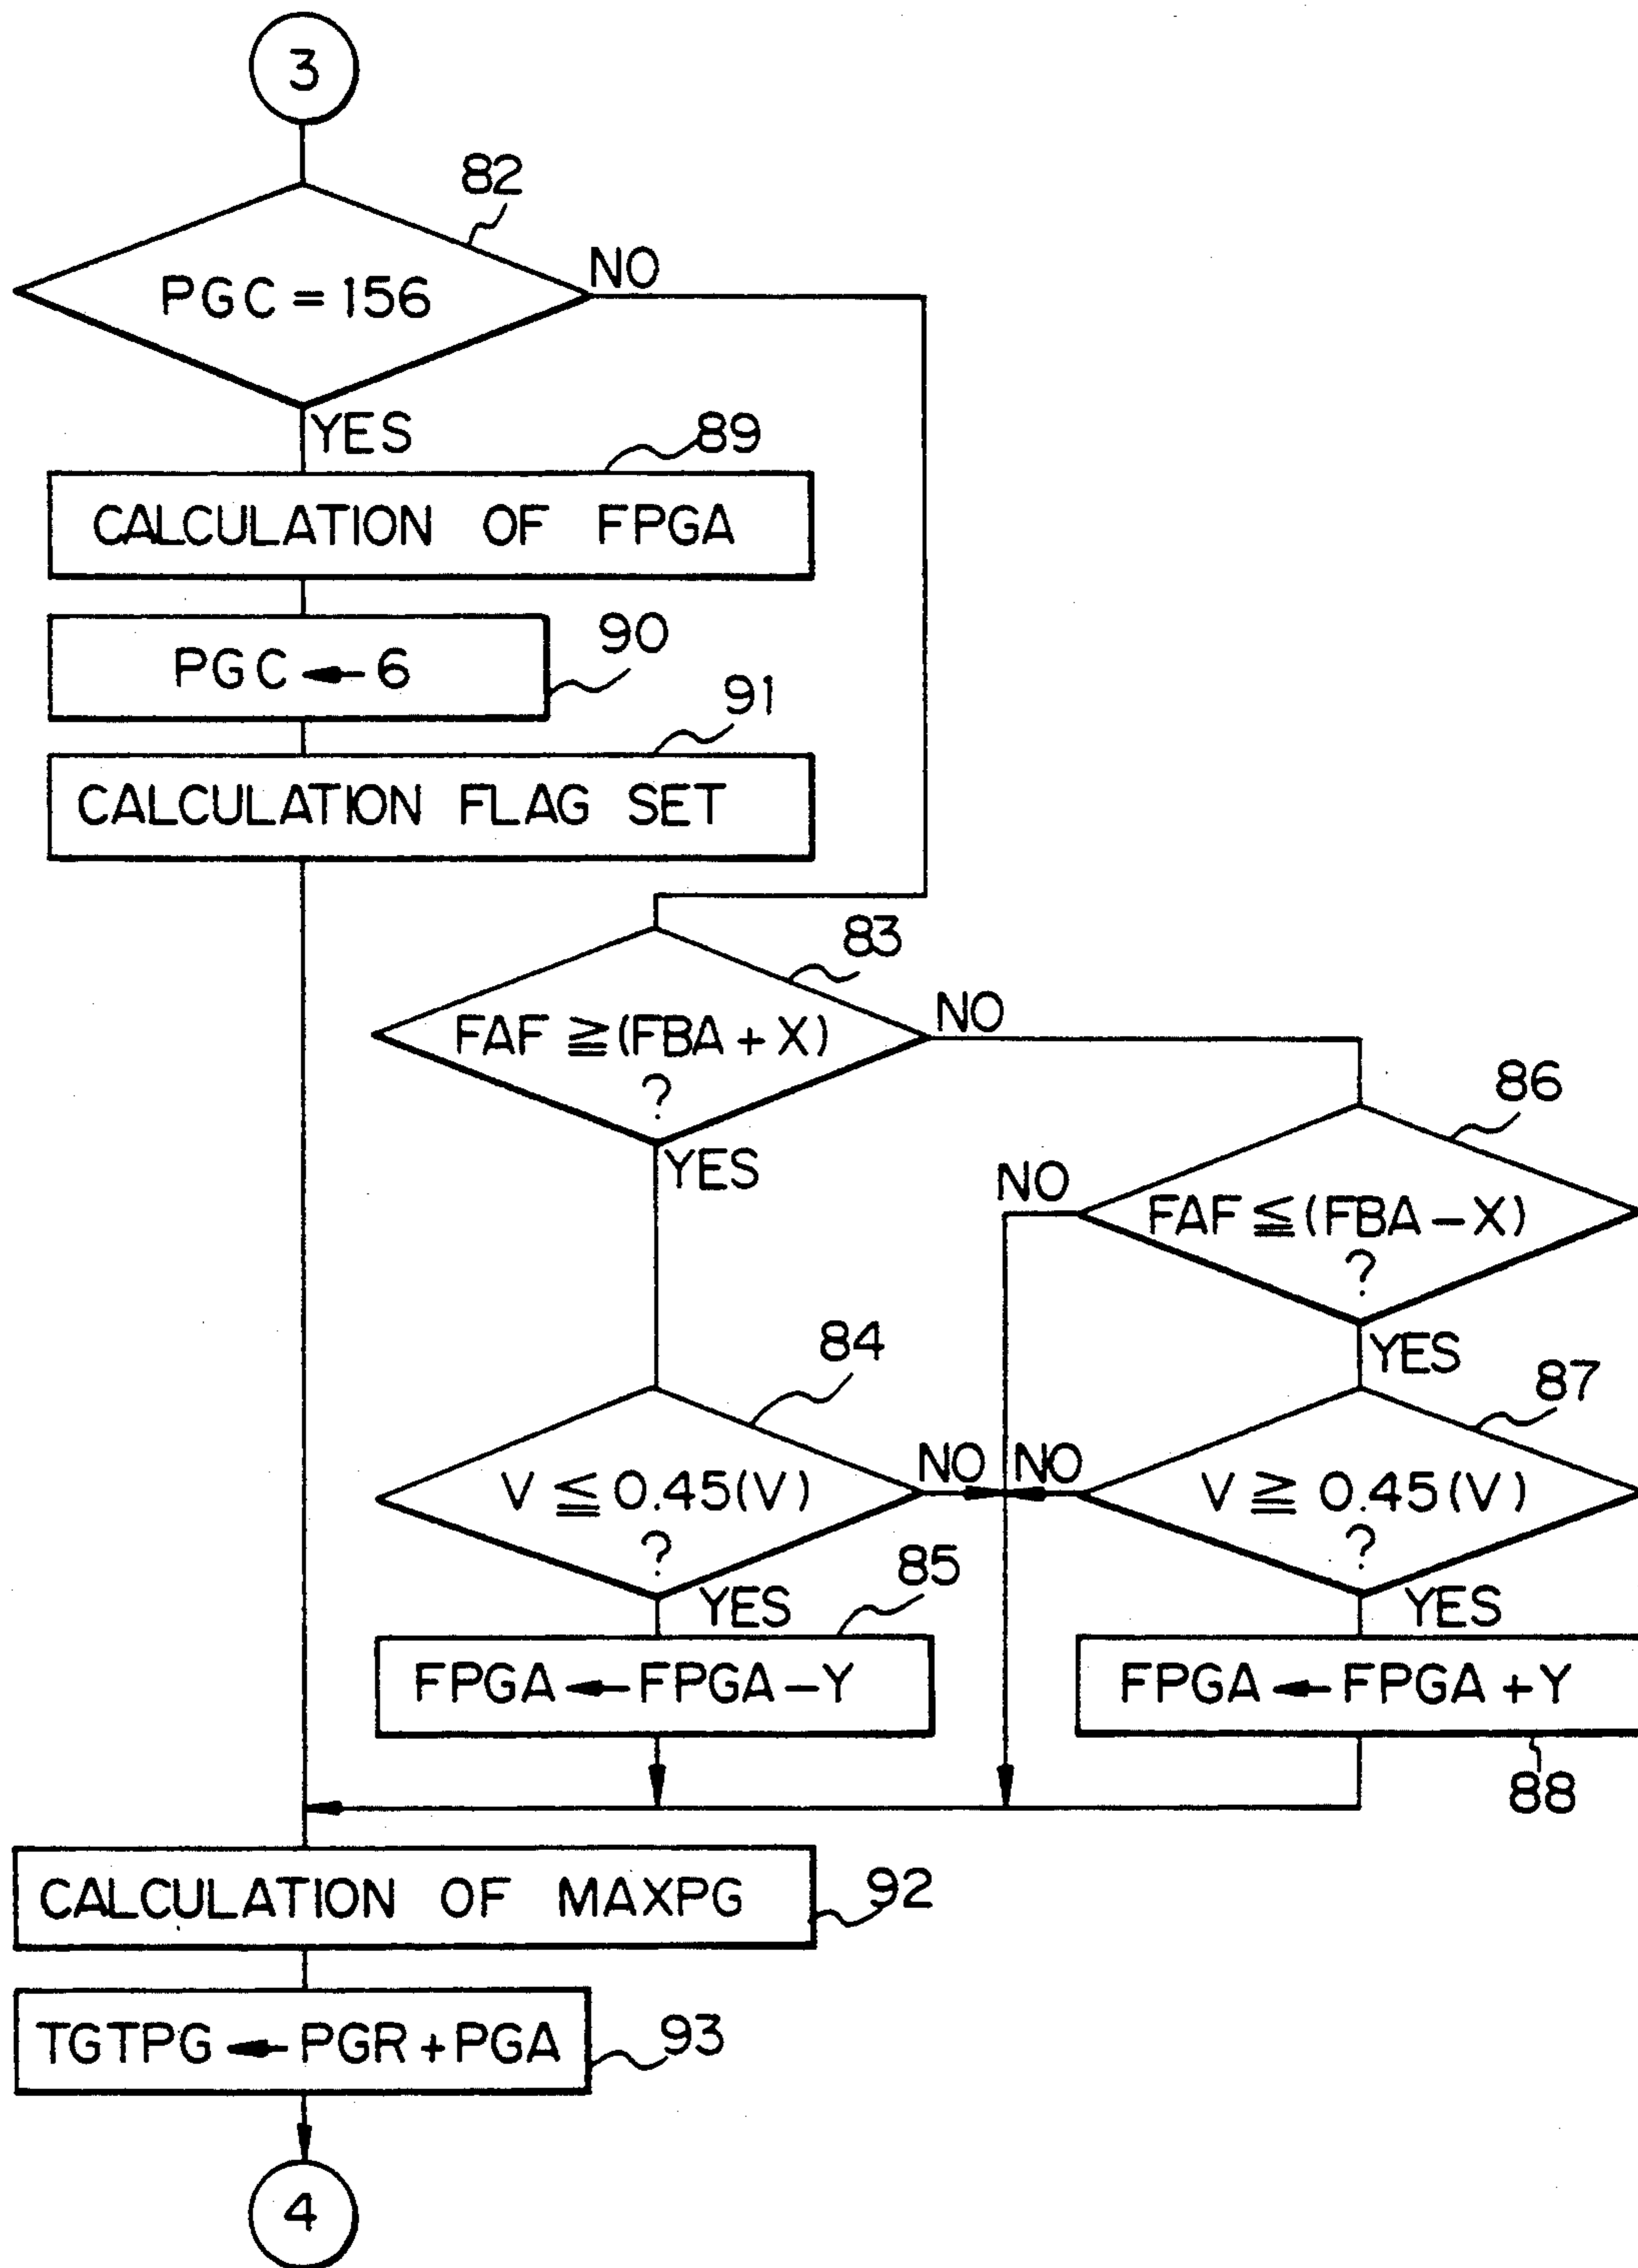 3
82
PGC = 156
NO
YES
89
CALCULATION OF FPGA
90
PGC ← 6
91
CALCULATION FLAG SET
83
FAF ≧ (FBA + X)
?
NO
YES
86
FAF ≦ (FBA − X)
?
NO
YES
84
V ≦ 0.45(V)
?
NO
YES
87
V ≧ 0.45(V)
?
NO
YES
85
FPGA ← FPGA − Y
FPGA ← FPGA + Y
88
CALCULATION OF MAXPG
92
TGTPG ← PGR + PGA
93
4